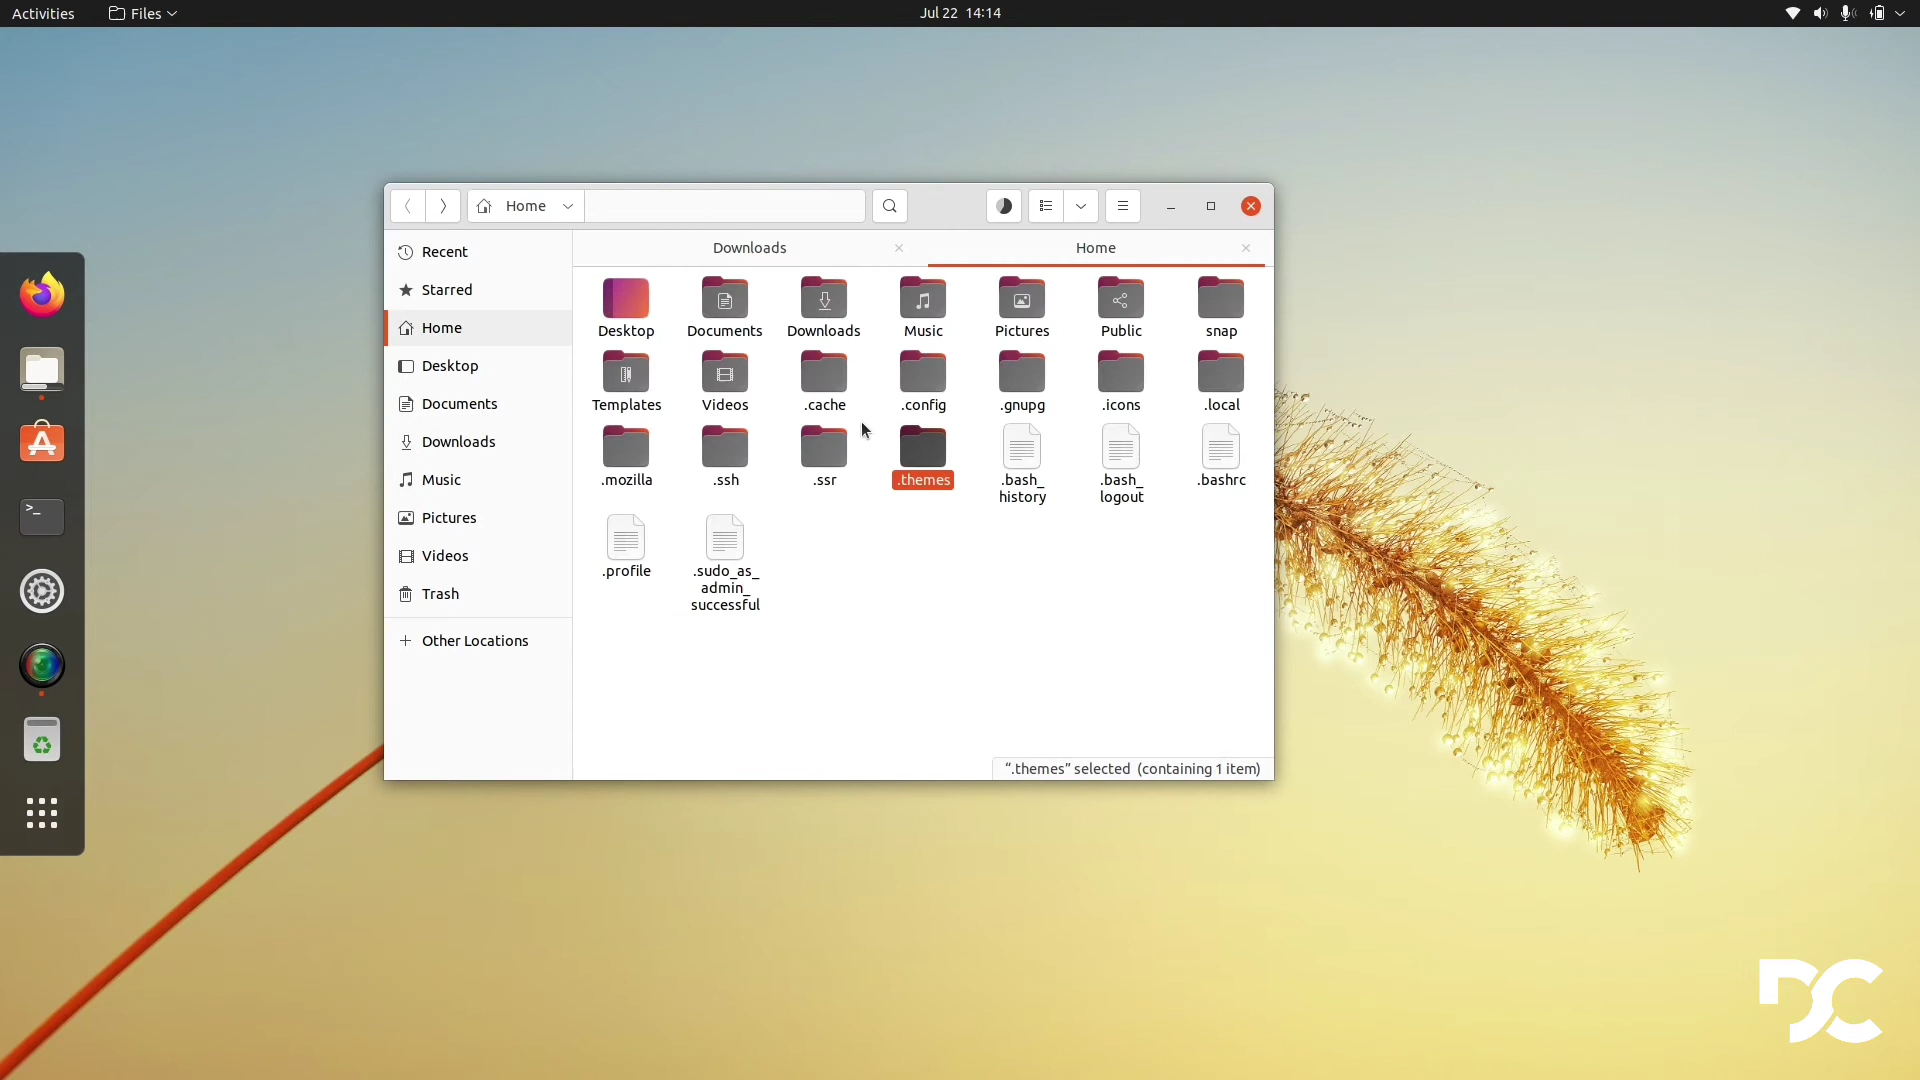 Activities
Files
Jul 22 14:14
Home
Recent
Starred
Home
Desktop
Documents
Downloads
Music
Pictures
Videos
Trash
Other Locations
Downloads
Home
Desktop
Documents
Downloads
Music
Pictures
Public
snap
Templates
Videos
.cache
.config
.gnupg
.icons
.local
.mozilla
.ssh
.ssr
.themes
.bash_
history
.bash_
logout
.bashrc
.profile
.sudo_as_
admin_
successful
“.themes” selected (containing 1 item)
>_
DC